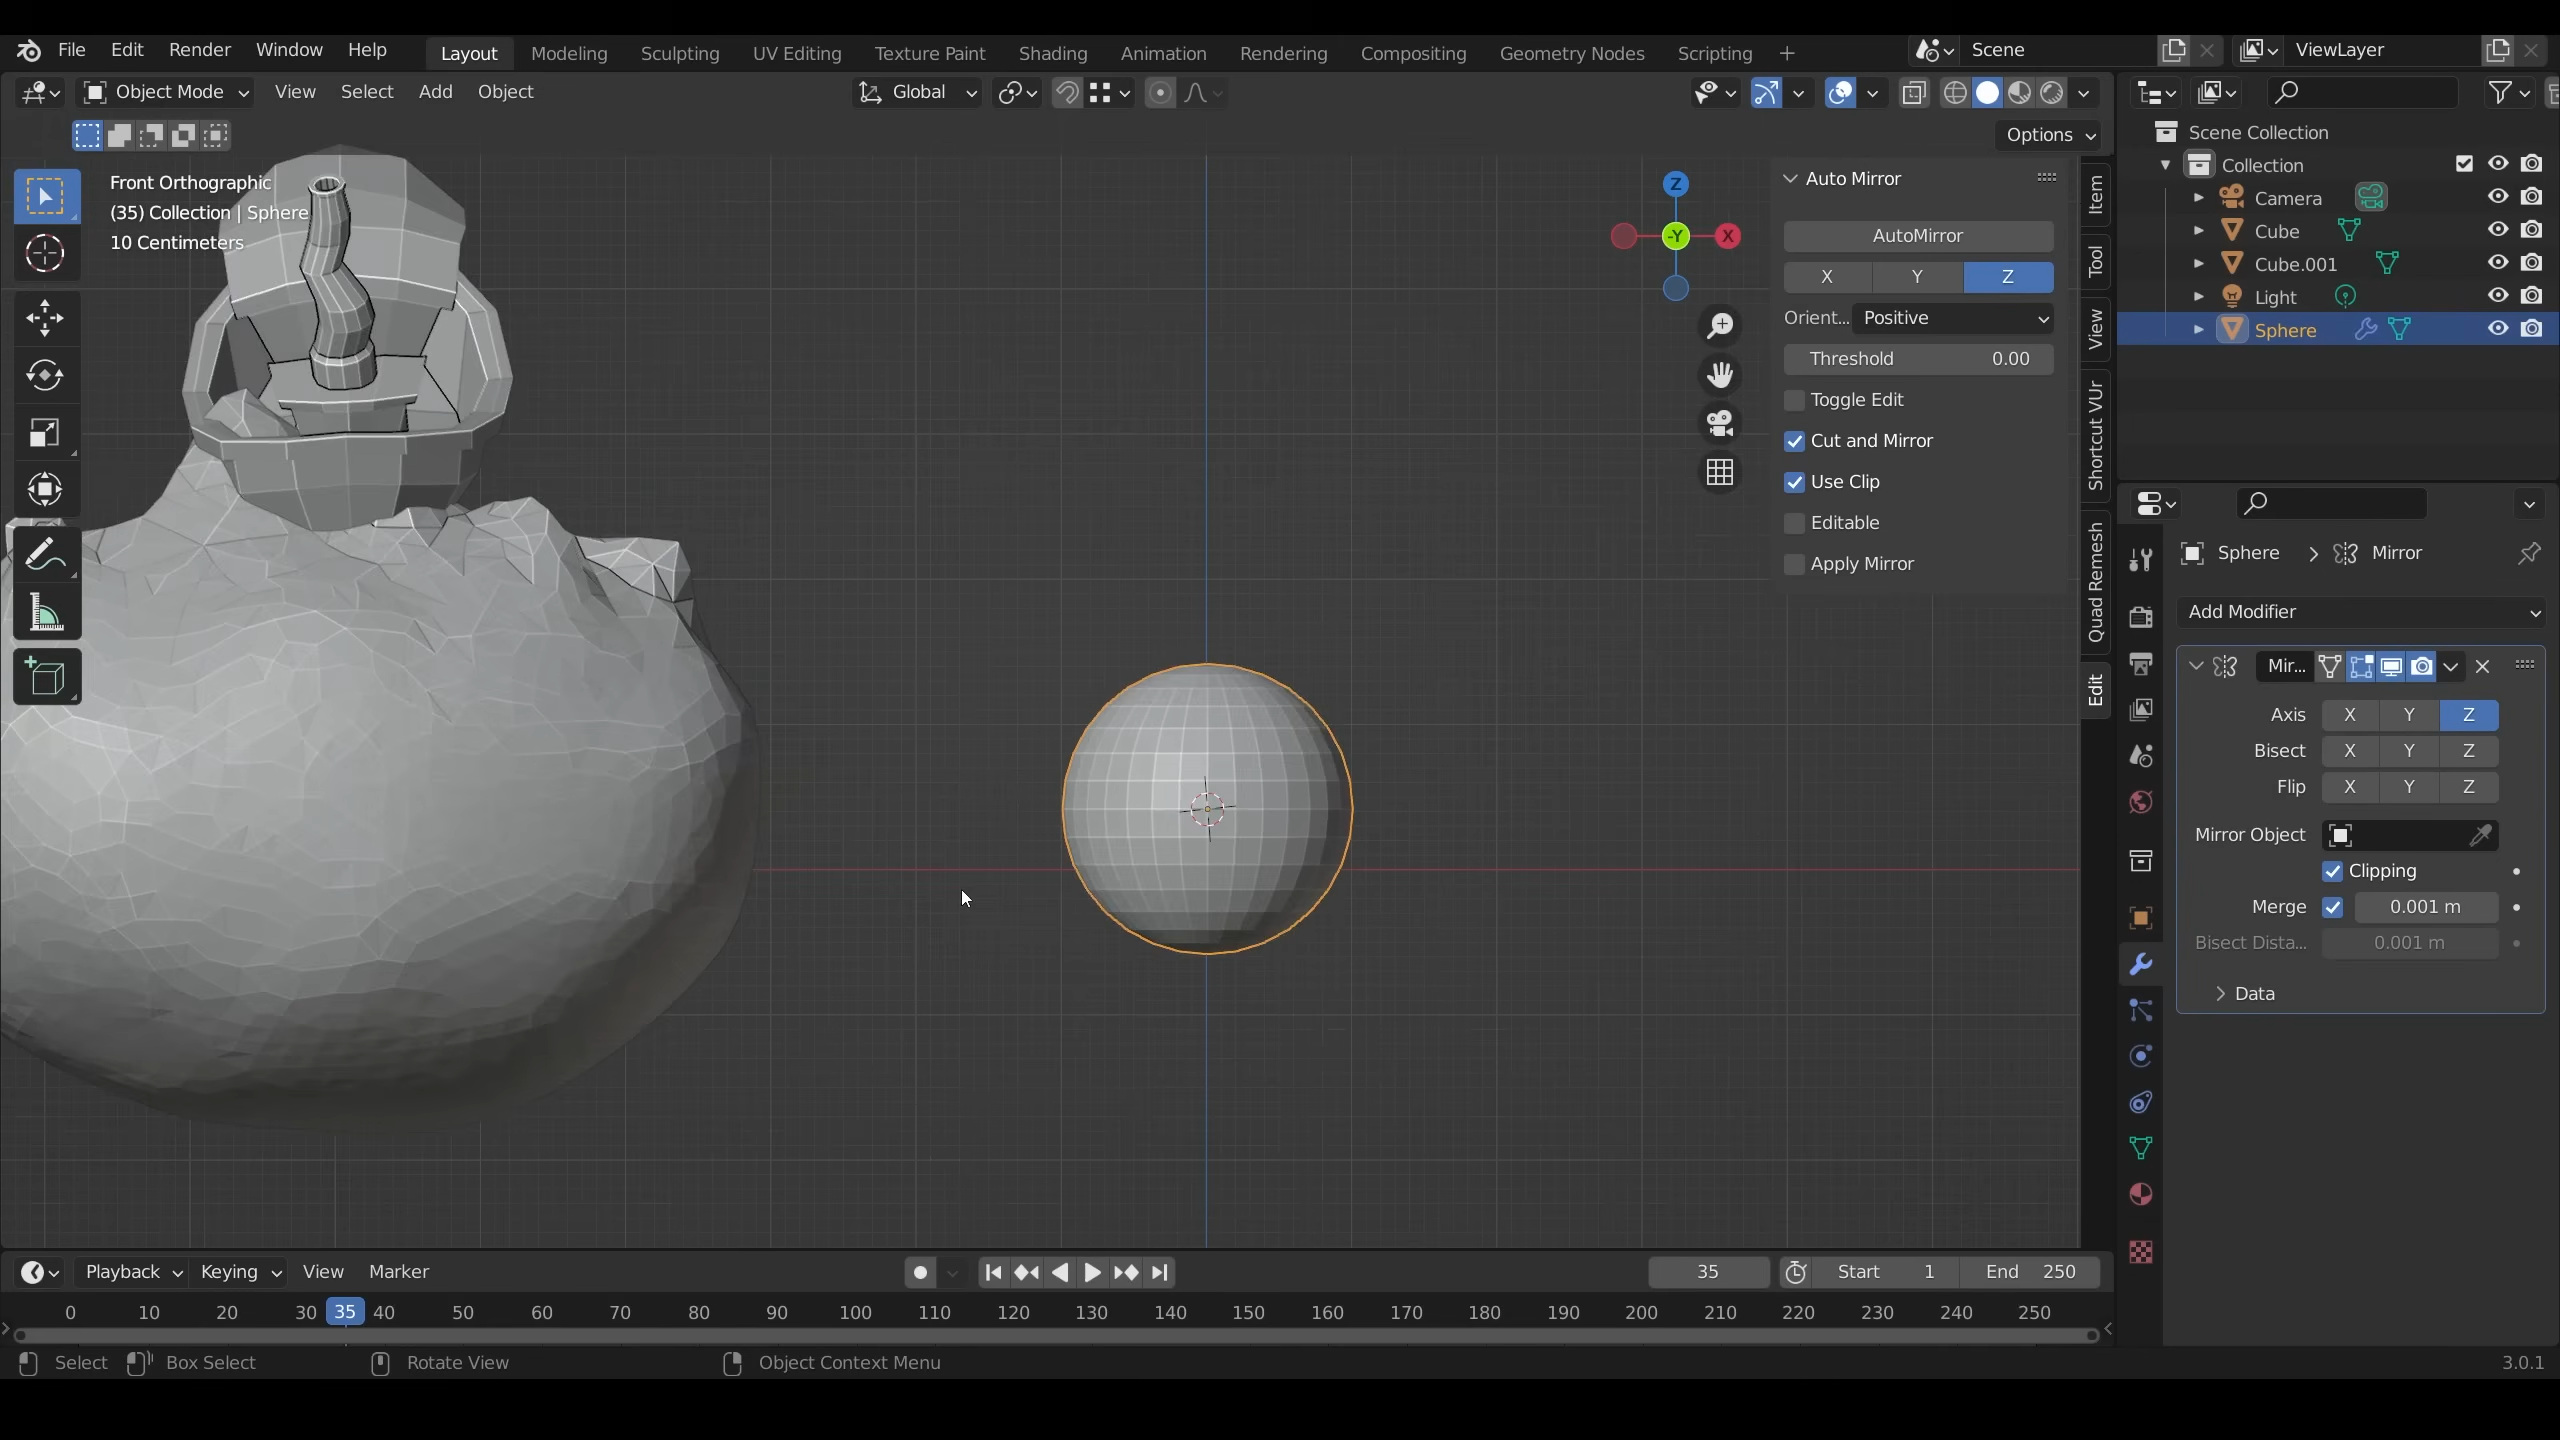 File Edit Render Window Help Layout Modeling Sculpting UV Editing Texture Paint Shading Animation Rendering Compositing Geometry Nodes Scripting + Scene ViewLayer
Object Mode View Select Add Object Global
Options
Front Orthographic
(35) Collection | Sphere
10 Centimeters
Z
-Y
X
Auto Mirror
AutoMirror
X Y Z
Orient... Positive
Threshold 0.00
Toggle Edit
Cut and Mirror
Use Clip
Editable
Apply Mirror
Item
Tool
View
Shortcut VUr
Quad Remesh
Edit
Scene Collection
Collection
Camera
Cube
Cube.001
Light
Sphere
Sphere > Mirror
Add Modifier
Mir...
Axis X Y Z
Bisect X Y Z
Flip X Y Z
Mirror Object
Clipping
Merge 0.001 m
Bisect Dista... 0.001 m
Data
Playback Keying View Marker 35 Start 1 End 250
0 10 20 30 35 40 50 60 70 80 90 100 110 120 130 140 150 160 170 180 190 200 210 220 230 240 250
Select Box Select Rotate View Object Context Menu 3.0.1